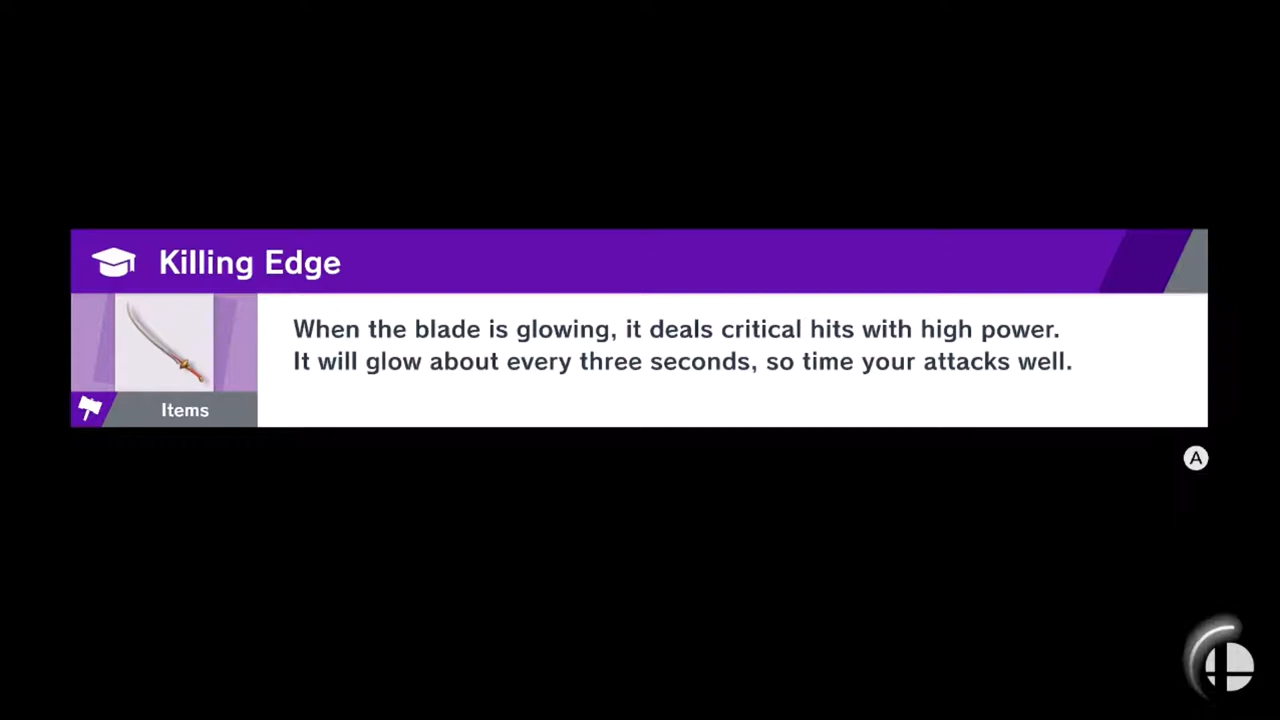 Killing Edge
When the blade is glowing, it deals critical hits with high power.
It will glow about every three seconds, so time your attacks well.
Items
A